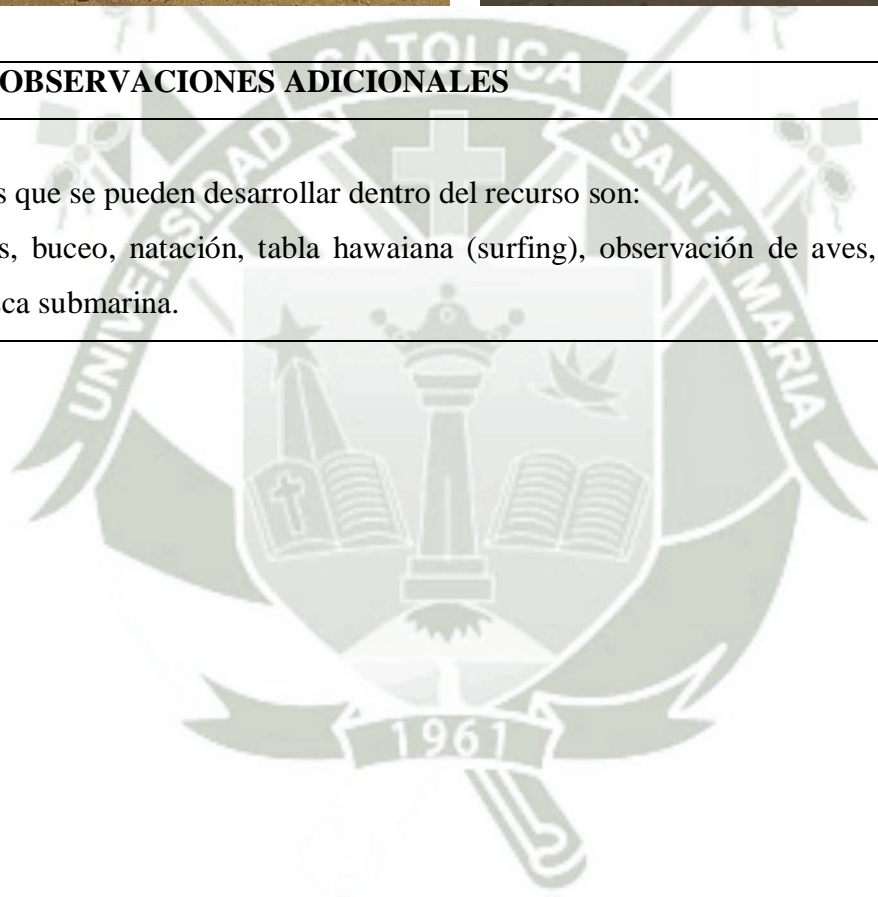 OBSERVACIONES ADICIONALES
s que se pueden desarrollar dentro del recurso son:
s, buceo, natación, tabla hawaiana (surfing), observación de aves,
sca submarina.
UNIVERSIDAD CATOLICA SANTA MARIA
1961